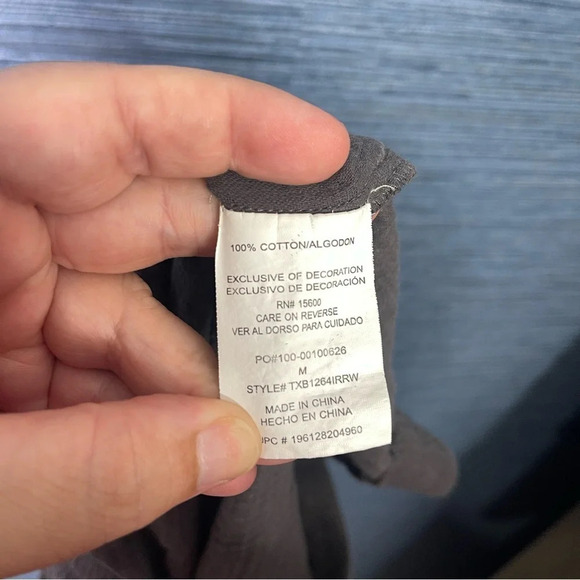 100% COTTON/ALGODON
EXCLUSIVE OF DECORATION
EXCLUSIVO DE DECORACIÓN
RN# 15600
CARE ON REVERSE
VER AL DORSO PARA CUIDADO
PO#100-00100626
M
STYLE# TXB1264IRRW
MADE IN CHINA
HECHO EN CHINA
UPC # 196128204960